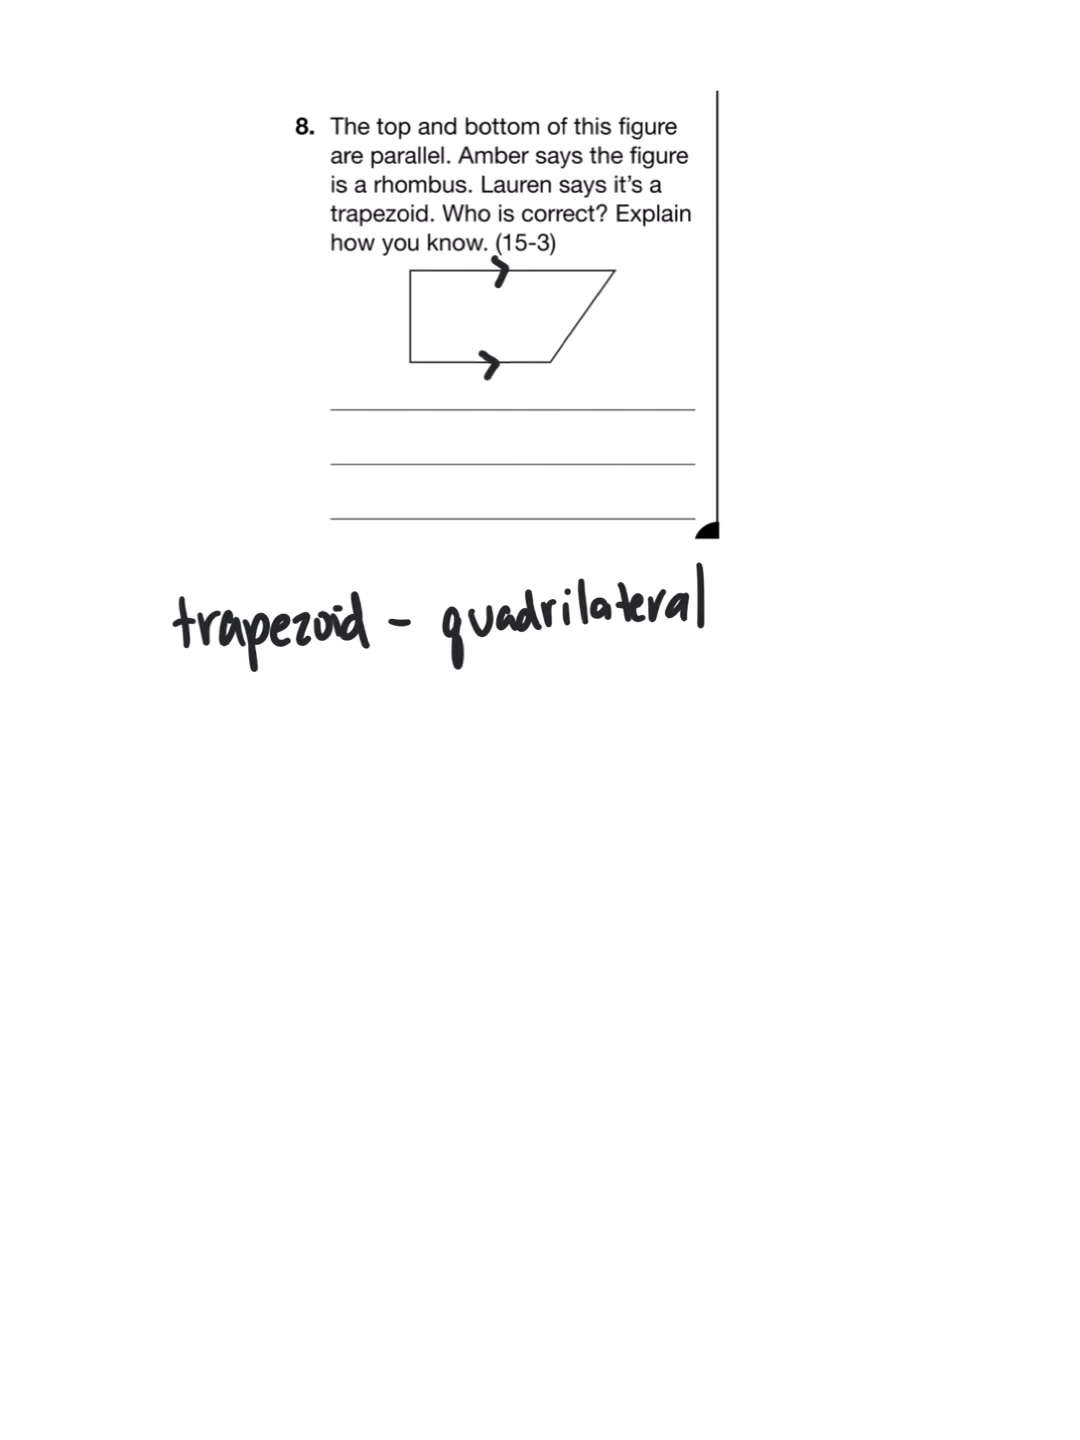 8. The top and bottom of this figure
are parallel. Amber says the figure
is a rhombus. Lauren says it's a
trapezoid. Who is correct? Explain
how you know. (15-3)
trapezoid - quadrilateral